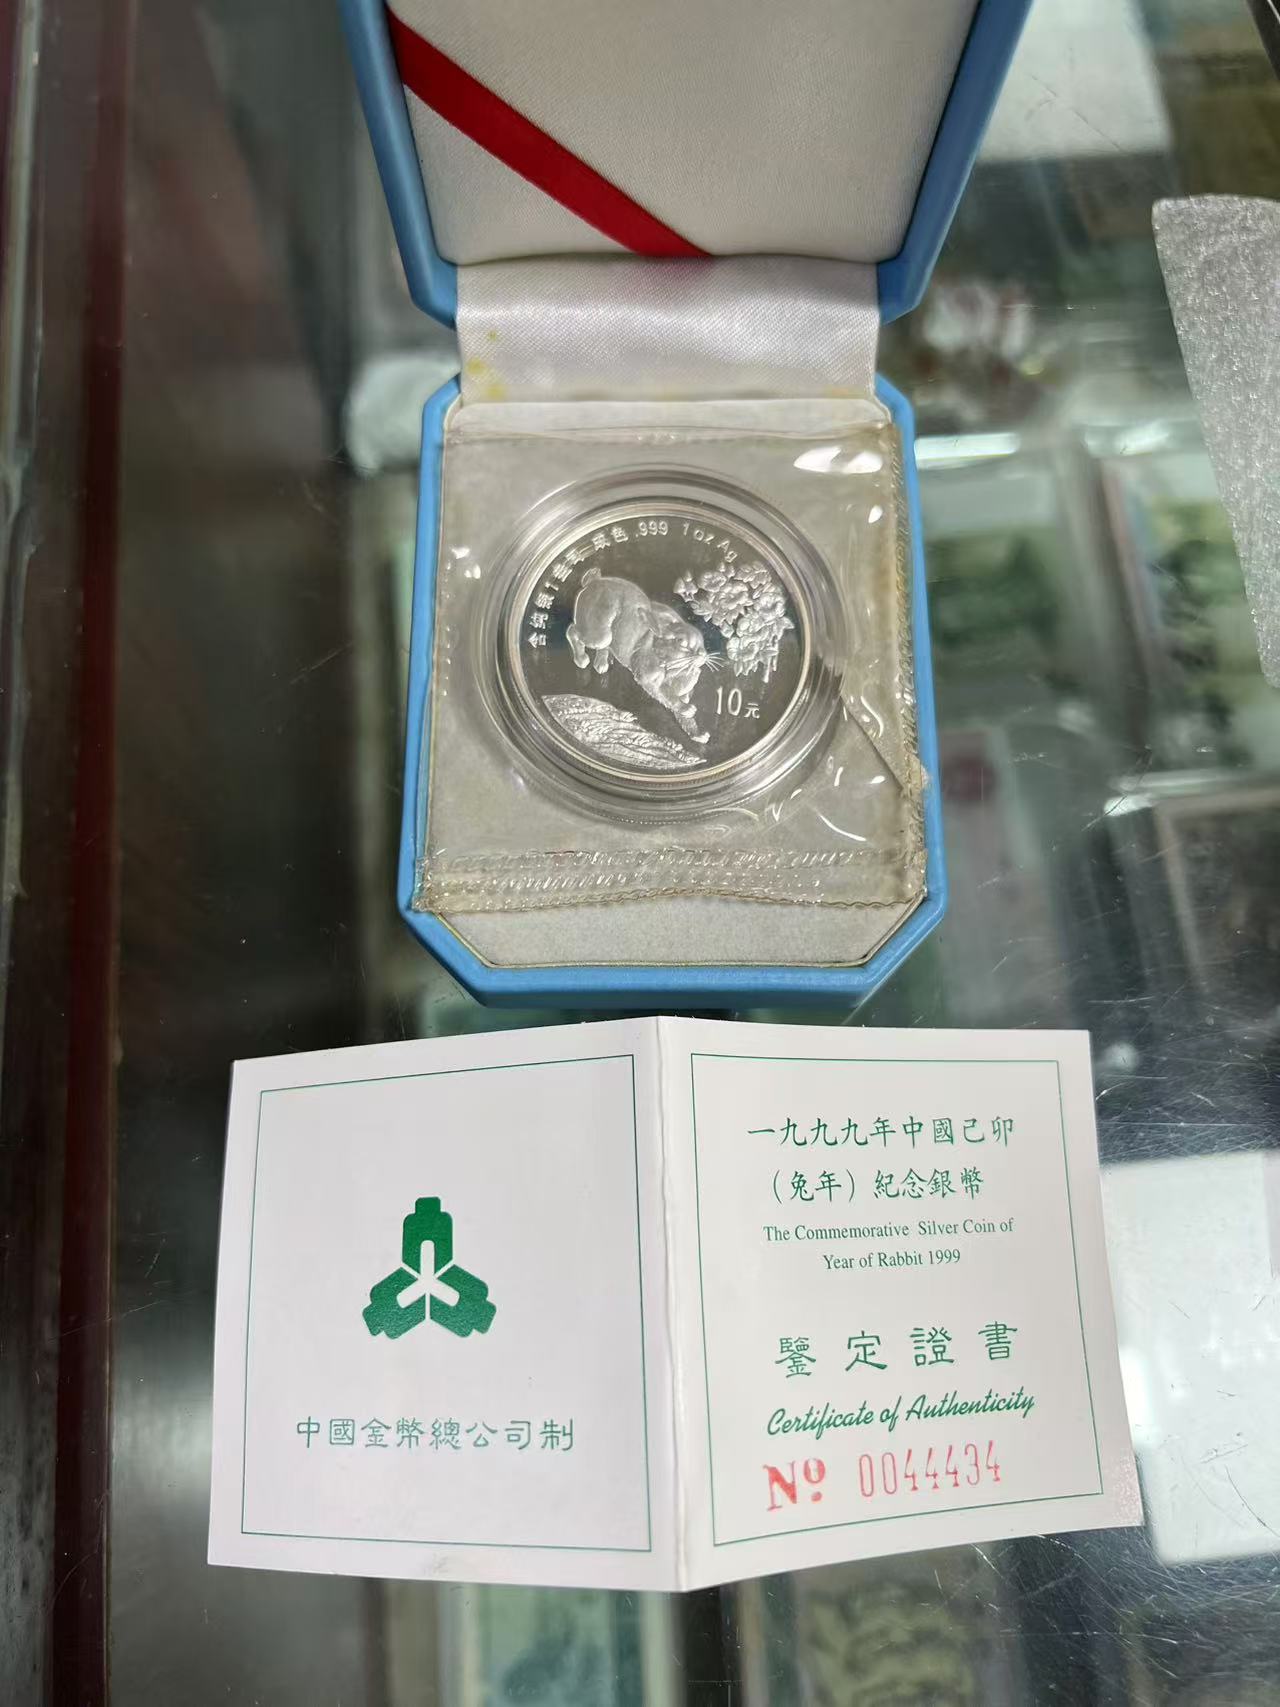 含純銀1盎司 成色.999 1oz Ag
10元
中國金幣總公司制
一九九九年中國己卯
（兔年）紀念銀幣
The Commemorative Silver Coin of
Year of Rabbit 1999
鑒定證書
Certificate of Authenticity
Nº 0044434